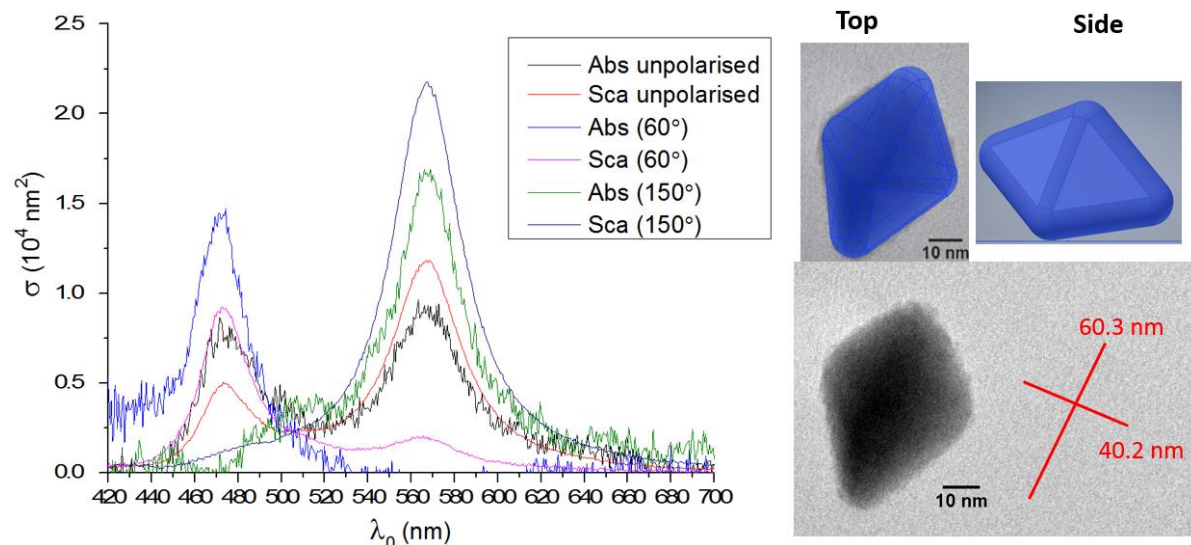 2.5
2.0
1.5
1.0
0.5
0.0
σ (10⁴ nm²)
420 440 460 480 500 520 540 560 580 600 620 640 660 680 700
λ₀ (nm)
Abs unpolarised
Sca unpolarised
Abs (60°)
Sca (60°)
Abs (150°)
Sca (150°)
Top
Side
10 nm
60.3 nm
40.2 nm
10 nm